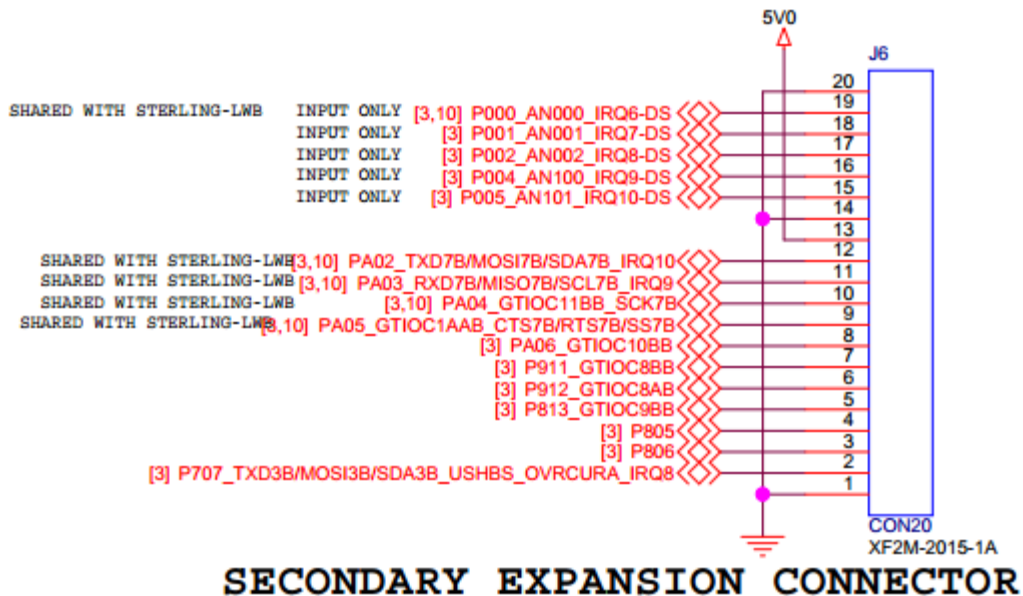 5V0
J6
20
SHARED WITH STERLING-LWB INPUT ONLY [3,10] P000_AN000_IRQ6-DS 19
INPUT ONLY [3] P001_AN001_IRQ7-DS 18
INPUT ONLY [3] P002_AN002_IRQ8-DS 17
INPUT ONLY [3] P004_AN100_IRQ9-DS 16
INPUT ONLY [3] P005_AN101_IRQ10-DS 15
14
13
SHARED WITH STERLING-LWB [3,10] PA02_TXD7B/MOSI7B/SDA7B_IRQ10 12
SHARED WITH STERLING-LWB [3,10] PA03_RXD7B/MISO7B/SCL7B_IRQ9 11
SHARED WITH STERLING-LWB [3,10] PA04_GTIOC11BB_SCK7B 10
SHARED WITH STERLING-LWB [3,10] PA05_GTIOC1AAB_CTS7B/RTS7B/SS7B 9
[3] PA06_GTIOC10BB 8
[3] P911_GTIOC8BB 7
[3] P912_GTIOC8AB 6
[3] P813_GTIOC9BB 5
[3] P805 4
[3] P806 3
[3] P707_TXD3B/MOSI3B/SDA3B_USHBS_OVRCURA_IRQ8 2
1
CON20
XF2M-2015-1A
SECONDARY EXPANSION CONNECTOR